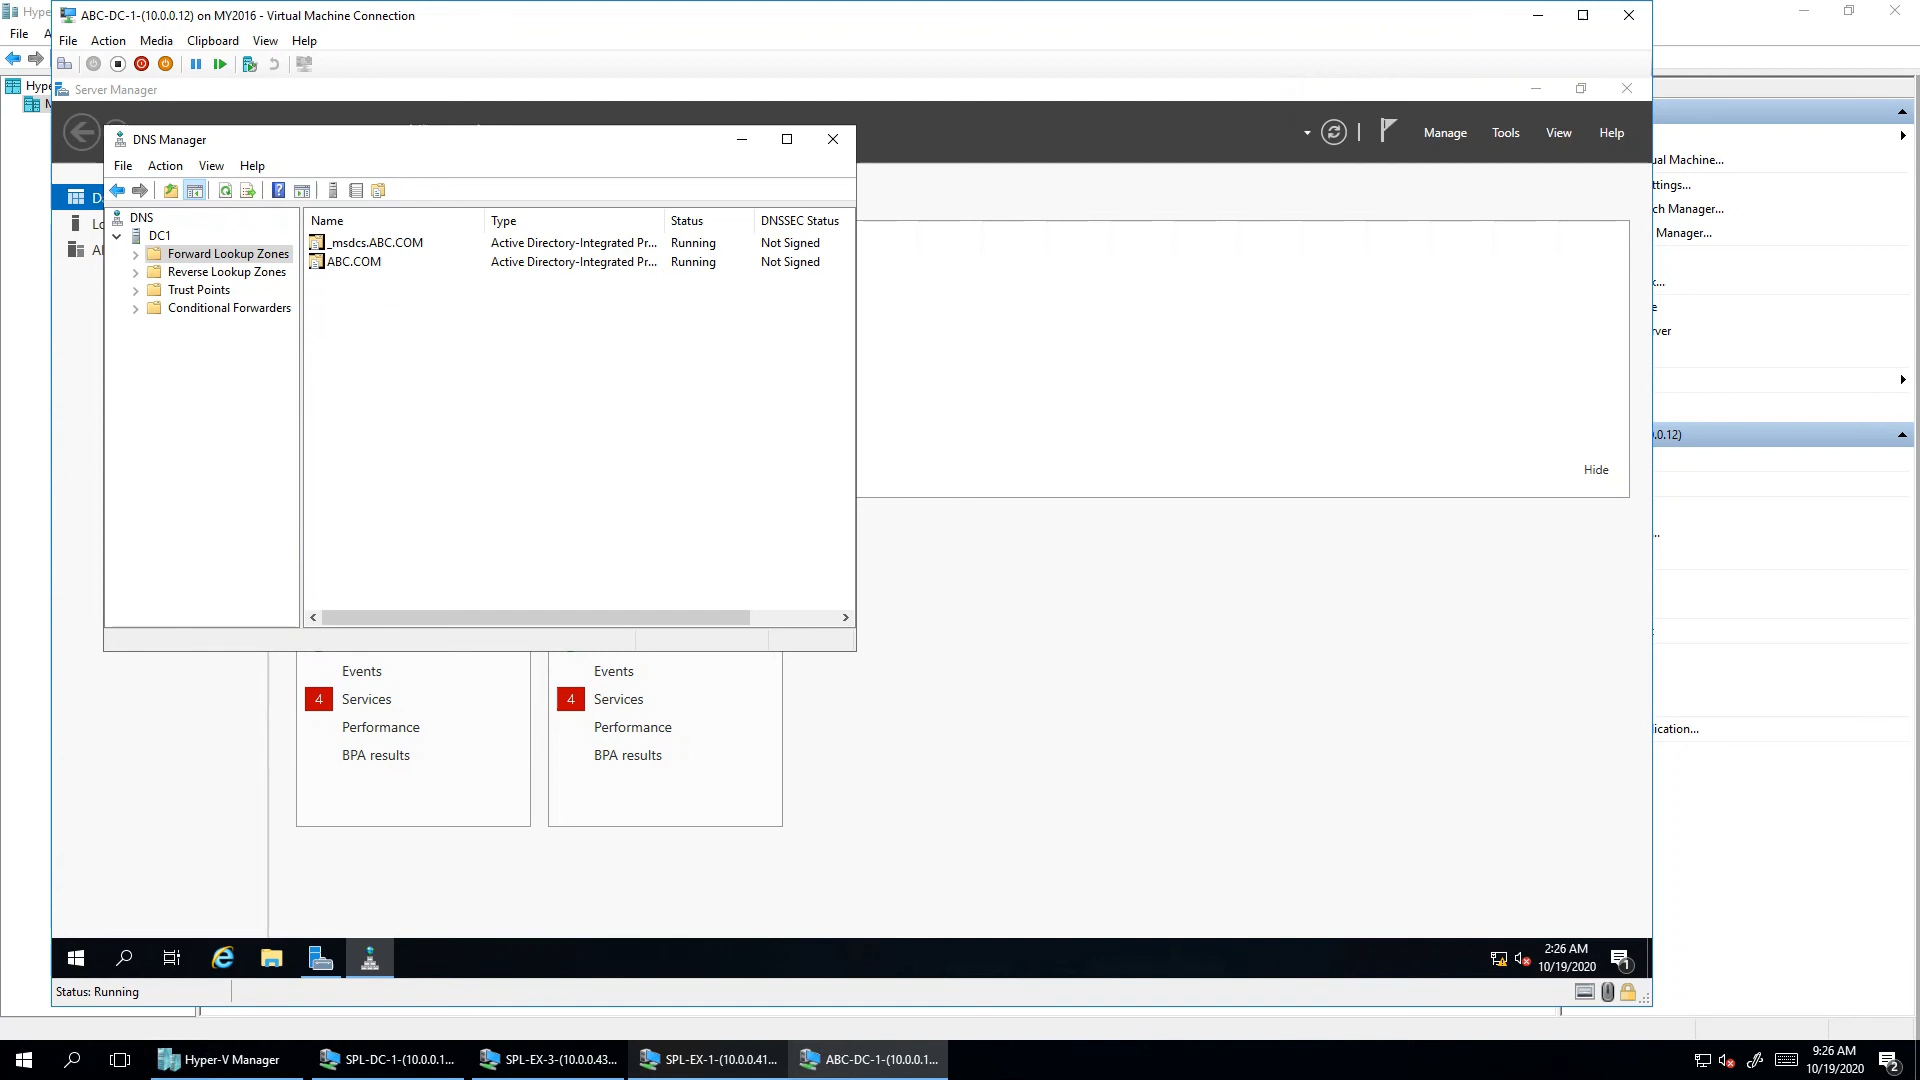 Hype
ABC-DC-1-(10.0.0.12) on MY2016 - Virtual Machine Connection
File
File Action Media Clipboard View Help
Hype
Server Manager
Manage Tools View Help
DNS Manager
File Action View Help
DNS
DC1
Forward Lookup Zones
Reverse Lookup Zones
Trust Points
Conditional Forwarders
Name Type Status DNSSEC Status
_msdcs.ABC.COM Active Directory-Integrated Pr... Running Not Signed
ABC.COM Active Directory-Integrated Pr... Running Not Signed
Hide
Events
4 Services
Performance
BPA results
Events
4 Services
Performance
BPA results
ual Machine...
ttings...
ch Manager...
Manager...
rver
.0.12)
ication...
2:26 AM
10/19/2020
1
Status: Running
Hyper-V Manager
SPL-DC-1-(10.0.0.1...
SPL-EX-3-(10.0.0.43...
SPL-EX-1-(10.0.0.41...
ABC-DC-1-(10.0.0.1...
9:26 AM
10/19/2020
2